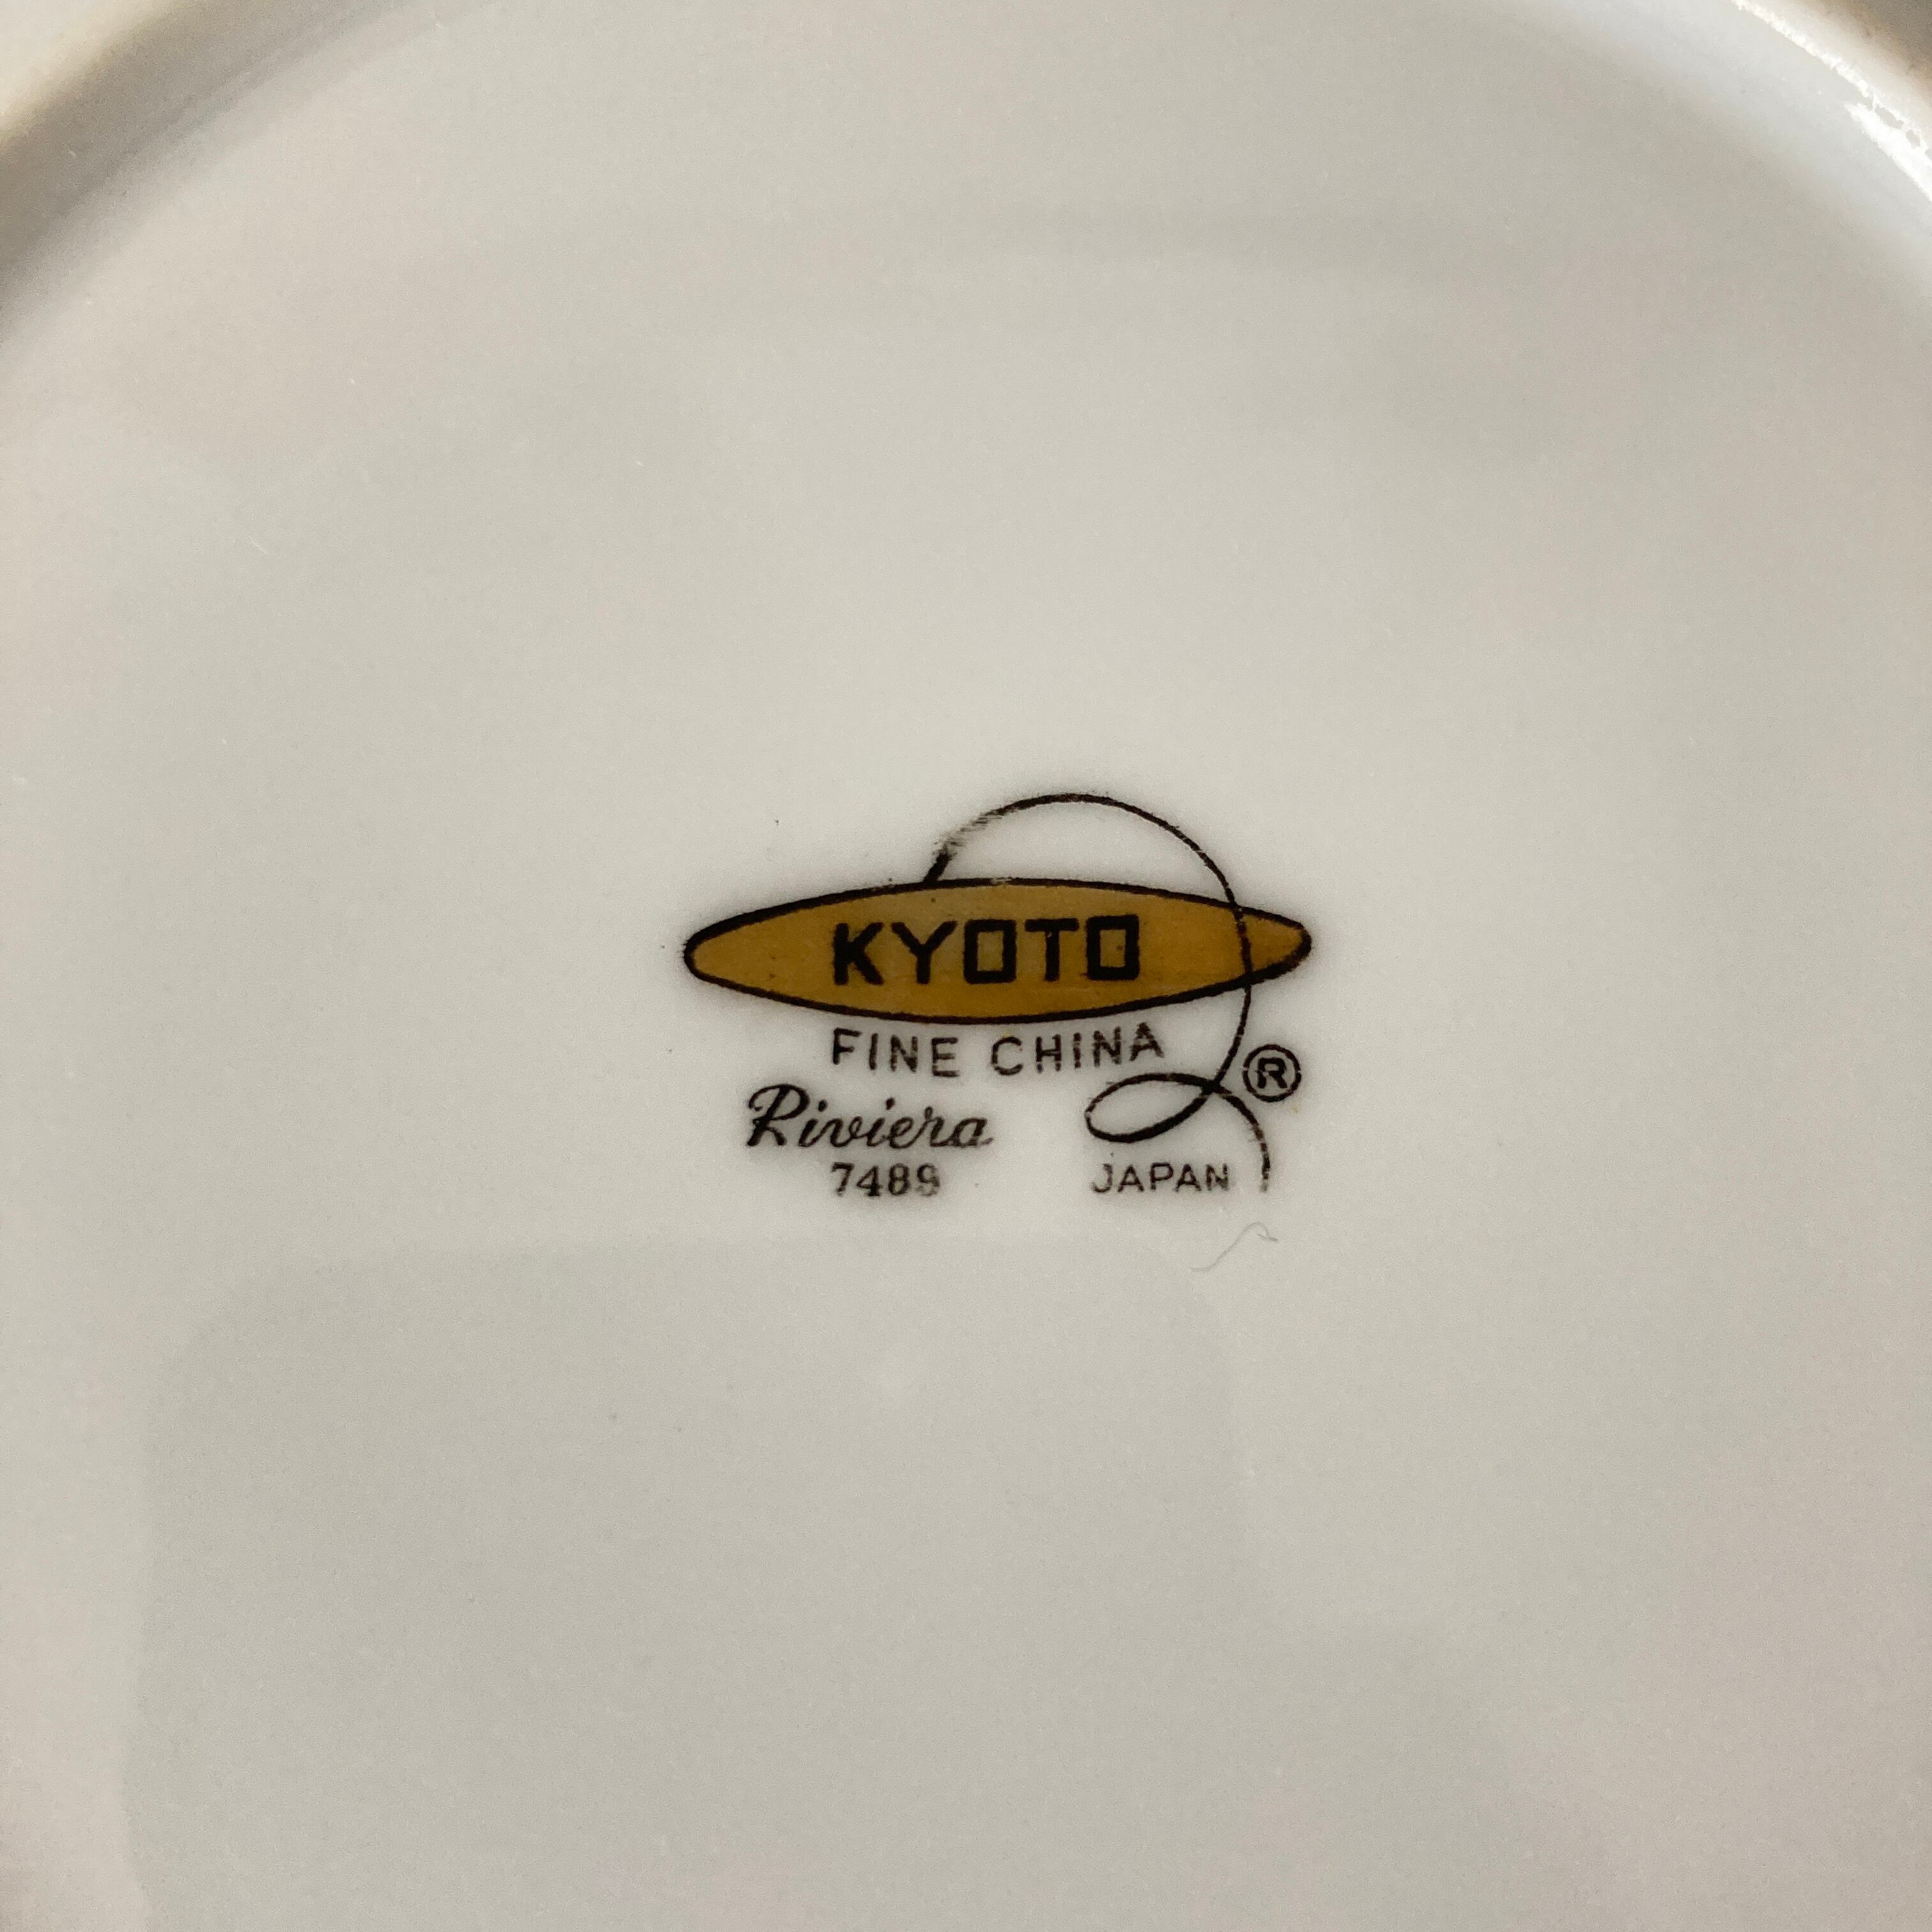 KYOTO
FINE CHINA
®
Riviera
7489
JAPAN